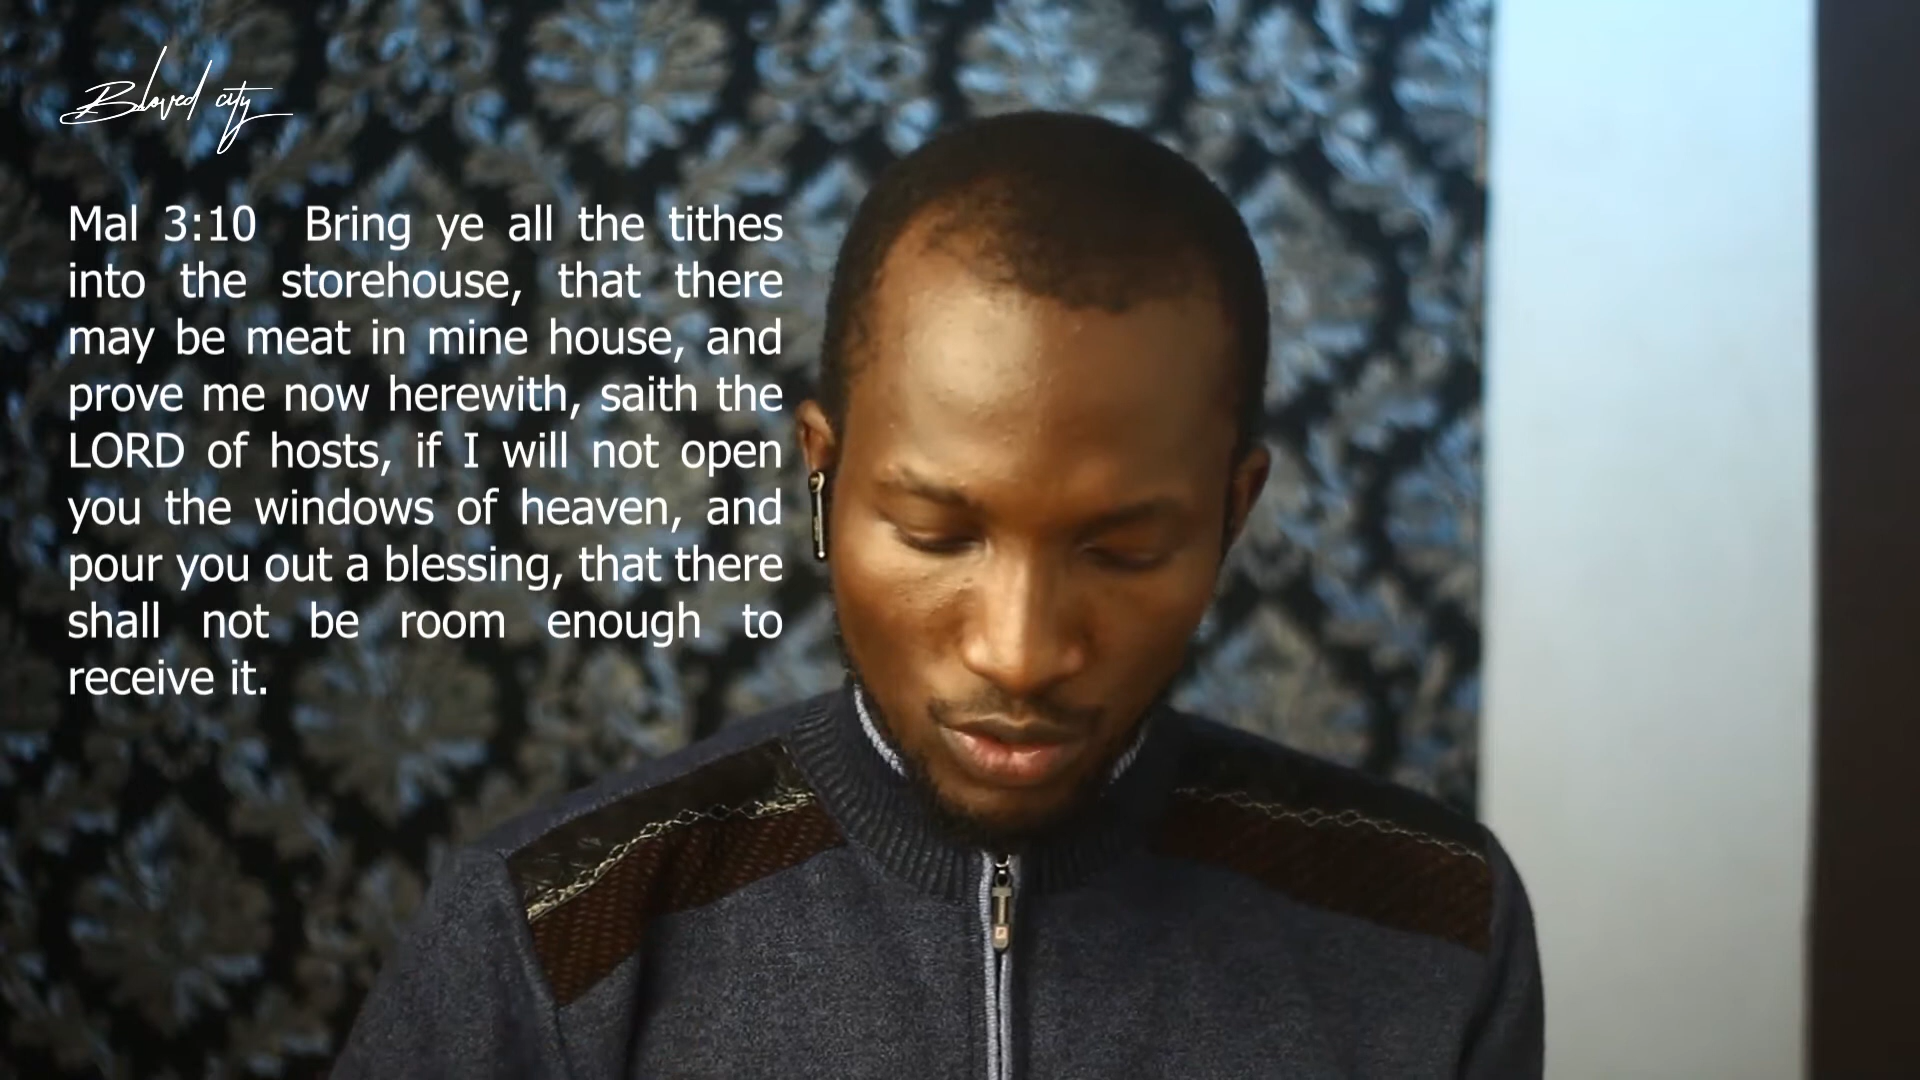 Bloved city
Mal 3:10  Bring ye all the tithes
into the storehouse, that there
may be meat in mine house, and
prove me now herewith, saith the
LORD of hosts, if I will not open
you the windows of heaven, and
pour you out a blessing, that there
shall not be room enough to
receive it.